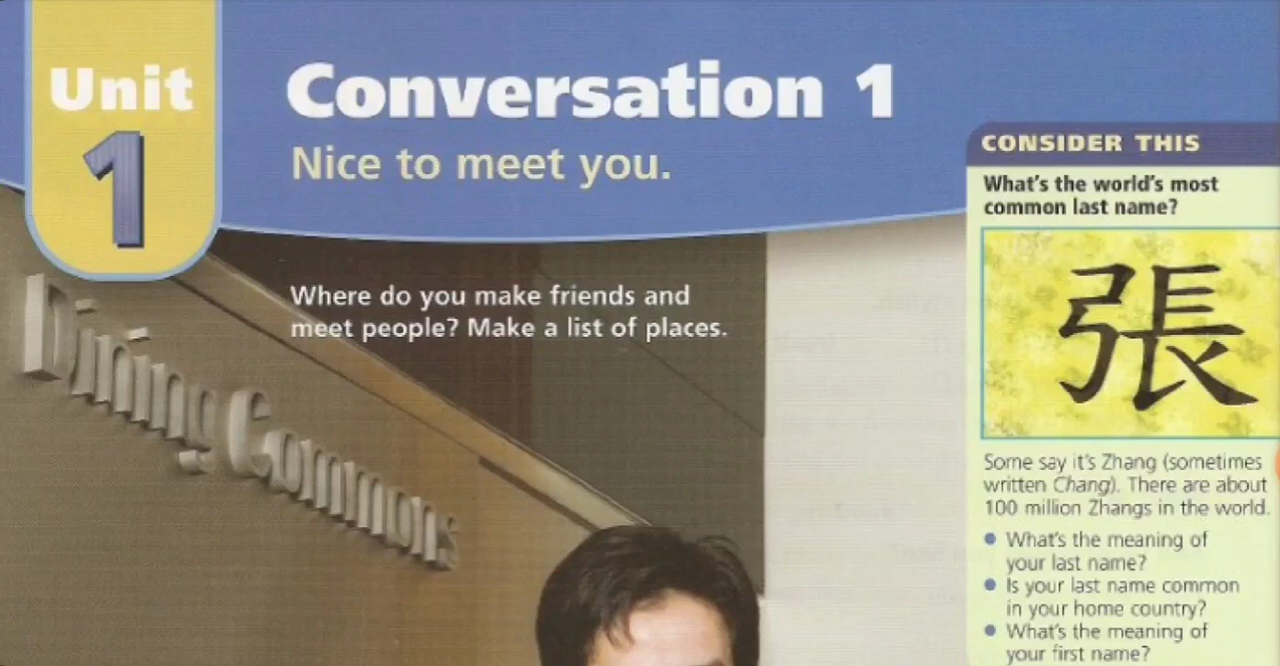 Unit
1
Conversation 1
Nice to meet you.
Where do you make friends and
meet people? Make a list of places.
Dining Commons
CONSIDER THIS
What's the world's most
common last name?
張
Some say it's Zhang (sometimes
written Chang). There are about
100 million Zhangs in the world.
What's the meaning of
your last name?
Is your last name common
in your home country?
What's the meaning of
your first name?